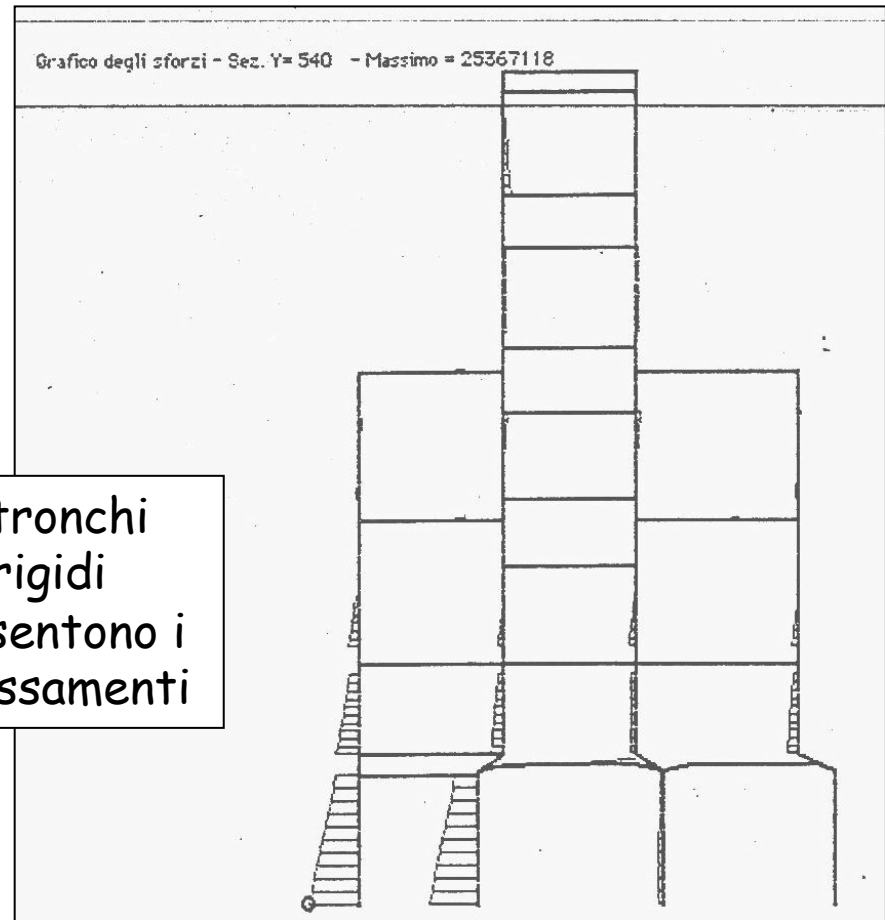 Grafico degli sforzi - Sez. Y= 540 - Massimo = 25367118
tronchi
rigidi
sentono i
ssamenti